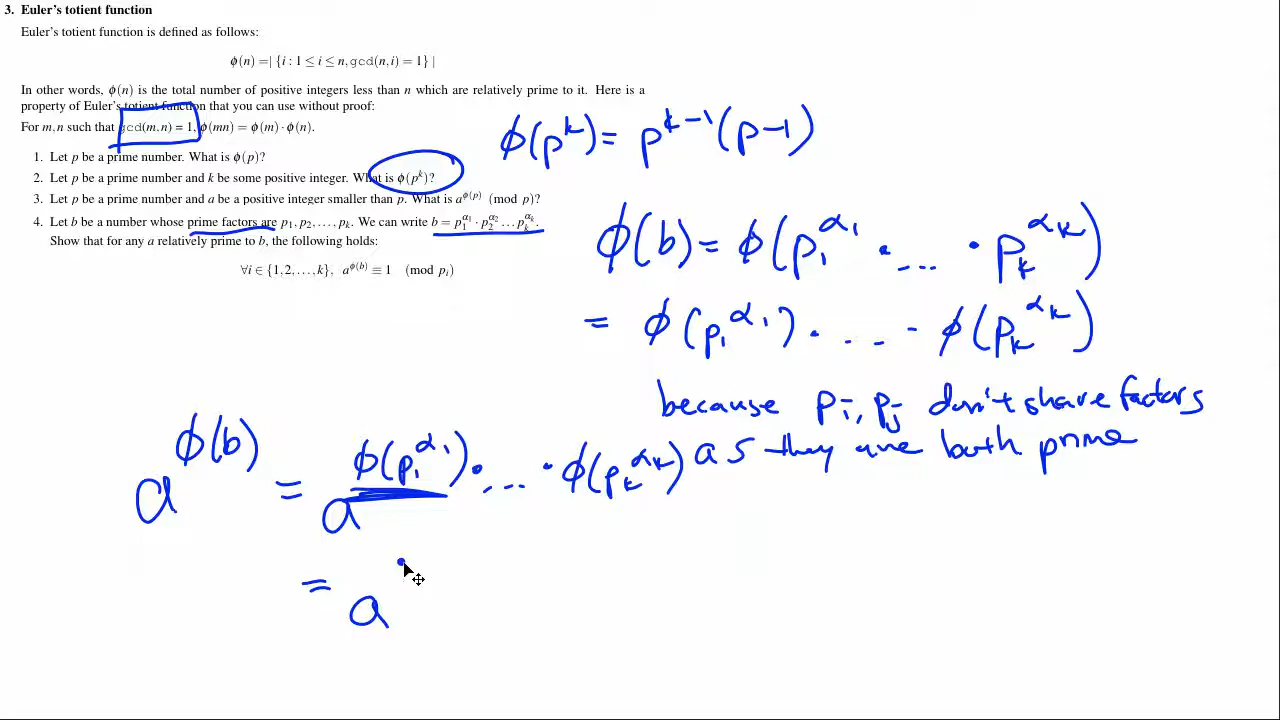 3. Euler's totient function
Euler's totient function is defined as follows:
ϕ(n) =| {i : 1 ≤ i ≤ n, gcd(n, i) = 1} |
In other words, ϕ(n) is the total number of positive integers less than n which are relatively prime to it. Here is a
property of Euler's totient function that you can use without proof:
For m, n such that gcd(m, n) = 1, ϕ(mn) = ϕ(m) · ϕ(n).
1. Let p be a prime number. What is ϕ(p)?
2. Let p be a prime number and k be some positive integer. What is ϕ(p^k)?
3. Let p be a prime number and a be a positive integer smaller than p. What is a^ϕ(p) (mod p)?
4. Let b be a number whose prime factors are p₁, p₂, . . . , pₖ. We can write b = p₁^α₁ · p₂^α₂ . . . pₖ^αₖ.
Show that for any a relatively prime to b, the following holds:
∀i ∈ {1, 2, . . . , k}, a^ϕ(b) ≡ 1 (mod pᵢ)
ϕ(p^k) = p^(k-1) (p-1)
ϕ(b) = ϕ(p₁^α₁ · ... · pₖ^αₖ)
= ϕ(p₁^α₁) · ... · ϕ(pₖ^αₖ)
because pᵢ, pⱼ don't share factors
as they are both prime
a^ϕ(b) = a^ϕ(p₁^α₁) · ... · ϕ(pₖ^αₖ)
= a